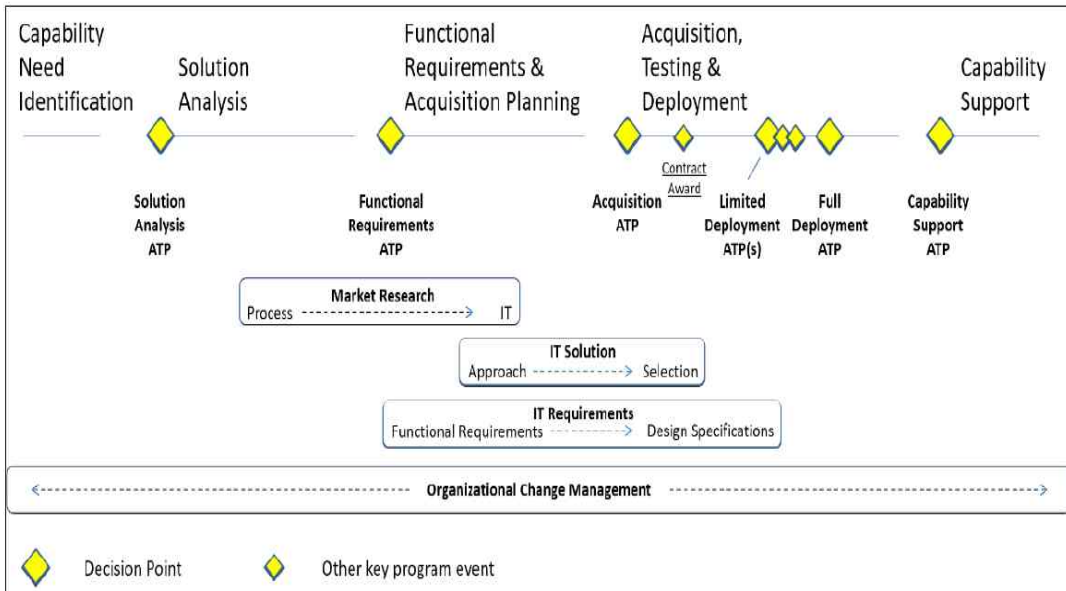 Capability
Need
Identification
Solution
Analysis
Functional
Requirements &
Acquisition Planning
Acquisition,
Testing &
Deployment
Capability
Support
Solution
Analysis
ATP
Functional
Requirements
ATP
Acquisition
ATP
Contract
Award
Limited
Deployment
ATP(s)
Full
Deployment
ATP
Capability
Support
ATP
Market Research
Process IT
IT Solution
Approach Selection
IT Requirements
Functional Requirements Design Specifications
Organizational Change Management
Decision Point Other key program event